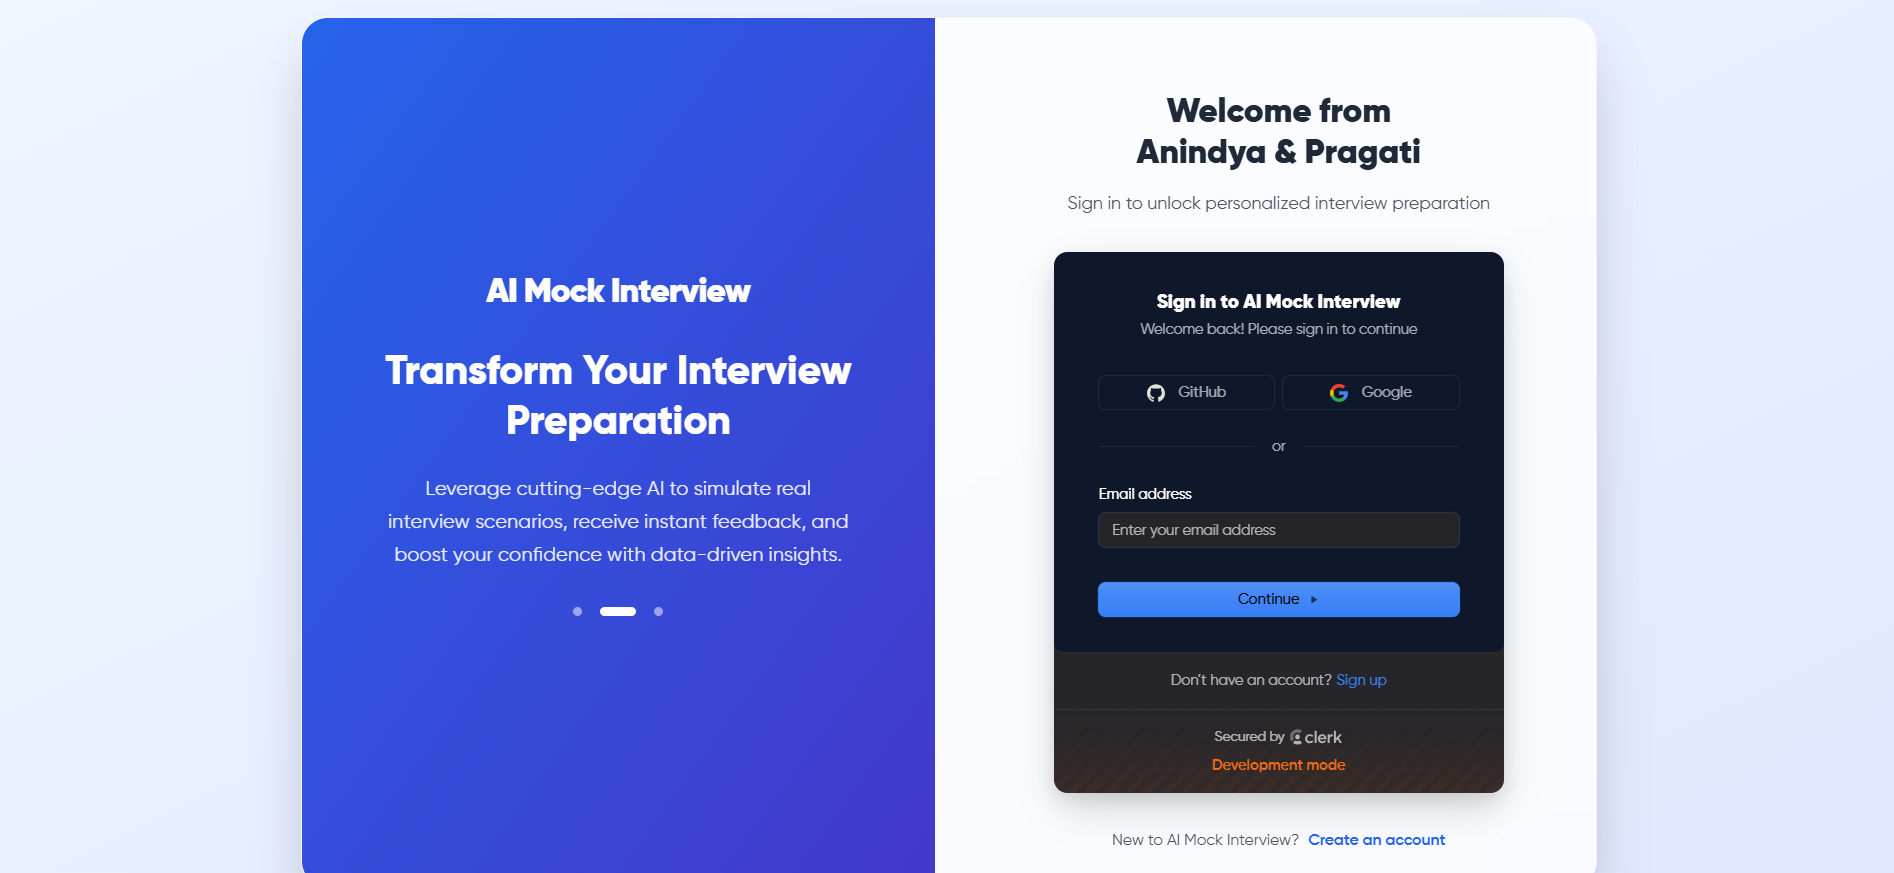 AI Mock Interview
Transform Your Interview
Preparation
Leverage cutting-edge AI to simulate real
interview scenarios, receive instant feedback, and
boost your confidence with data-driven insights.
Welcome from
Anindya & Pragati
Sign in to unlock personalized interview preparation
Sign in to AI Mock Interview
Welcome back! Please sign in to continue
GitHub
Google
or
Email address
Enter your email address
Continue
Don't have an account? Sign up
Secured by clerk
Development mode
New to AI Mock Interview? Create an account